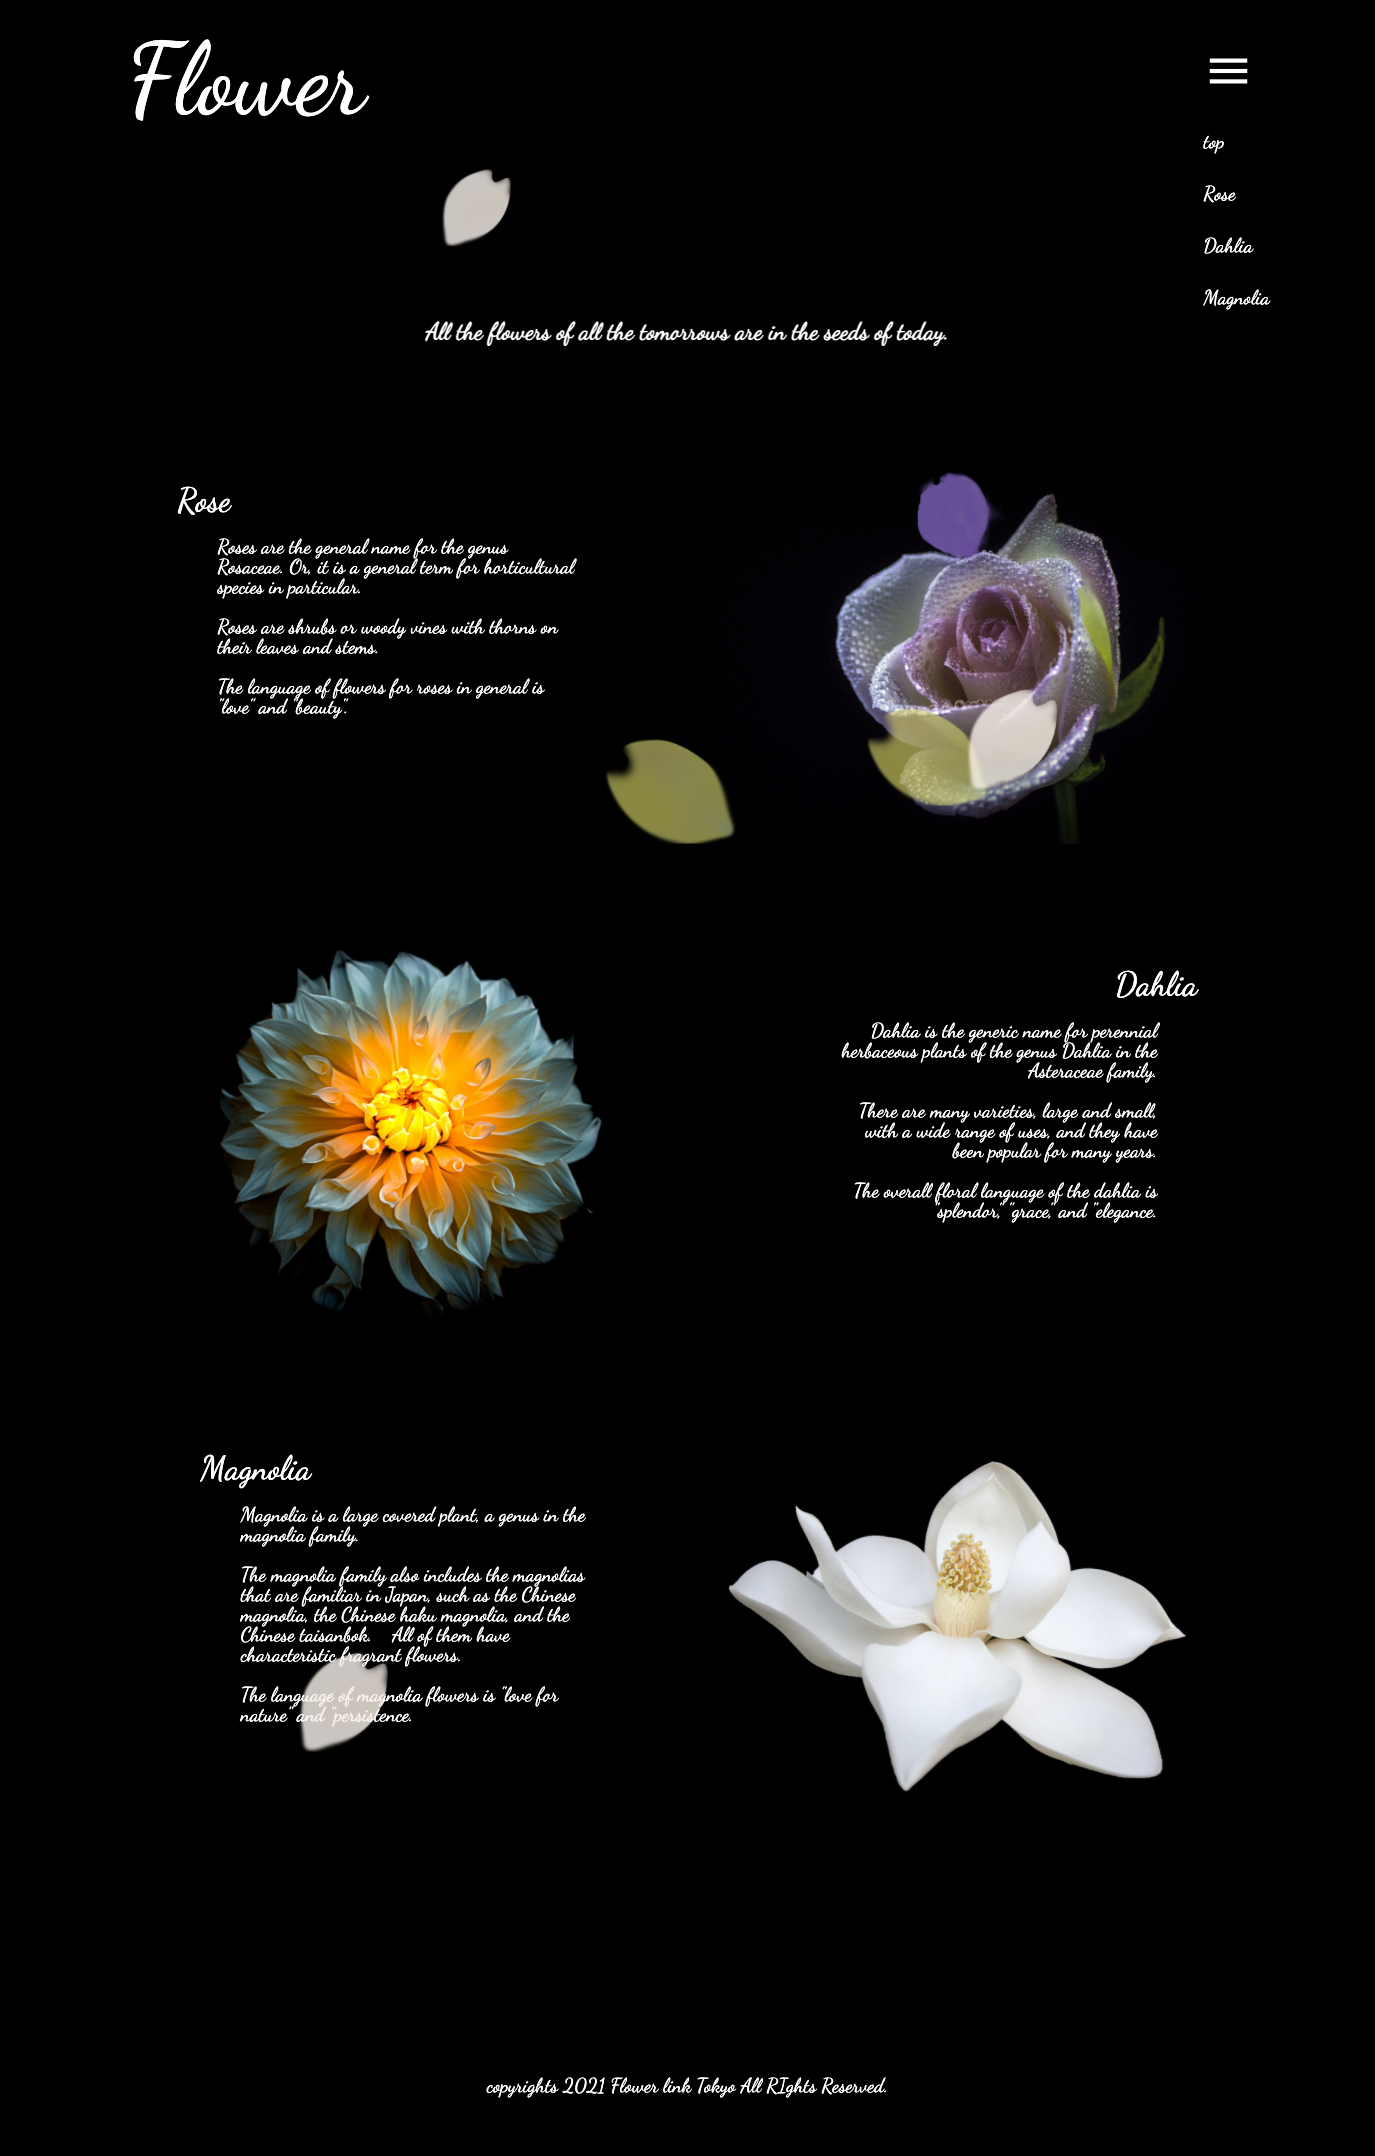 Flower
top
Rose
Dahlia
Magnolia
All the flowers of all the tomorrows are in the seeds of today.
Rose
Roses are the general name for the genus
Rosaceae. Or, it is a general term for horticultural
species in particular.
Roses are shrubs or woody vines with thorns on
their leaves and stems.
The language of flowers for roses in general is
"love" and "beauty".
Dahlia
Dahlia is the generic name for perennial
herbaceous plants of the genus Dahlia in the
Asteraceae family.
There are many varieties, large and small,
with a wide range of uses, and they have
been popular for many years.
The overall floral language of the dahlia is
"splendor," "grace," and "elegance.
Magnolia
Magnolia is a large covered plant, a genus in the
magnolia family.
The magnolia family also includes the magnolias
that are familiar in Japan, such as the Chinese
magnolia, the Chinese haku magnolia, and the
Chinese taisanbok. All of them have
characteristic fragrant flowers.
The language of magnolia flowers is "love for
nature" and "persistence.
copyrights 2021 Flower link Tokyo All RIghts Reserved.